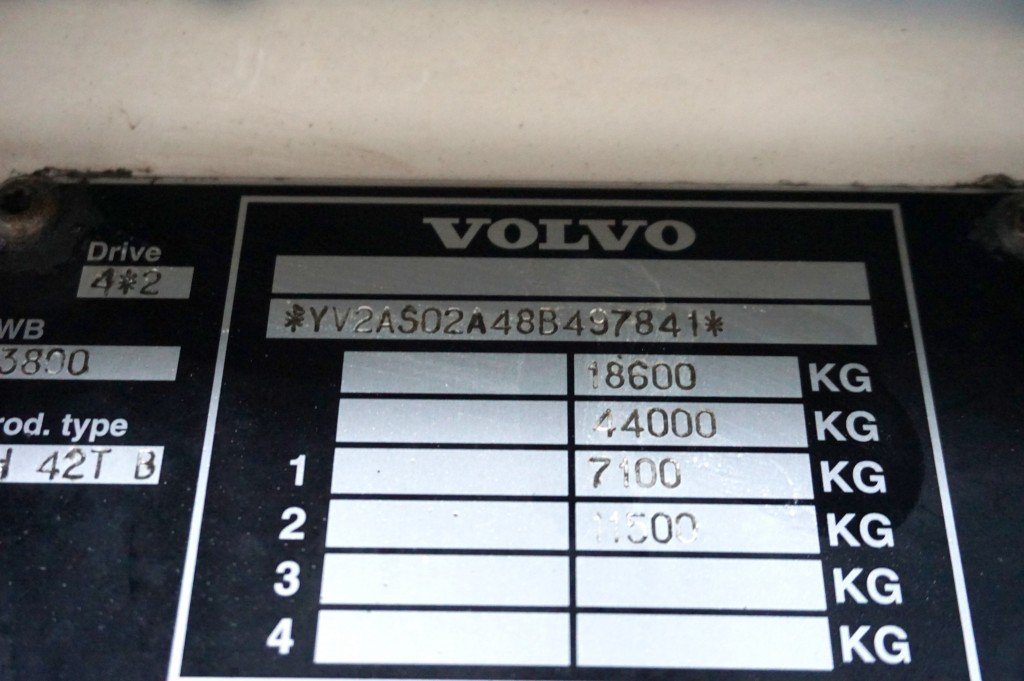 VOLVO
Drive
4*2
*YV2AS02A48B497841*
WB
3800
18600 KG
44000 KG
rod. type
H 42T B
1 7100 KG
2 11500 KG
3 KG
4 KG